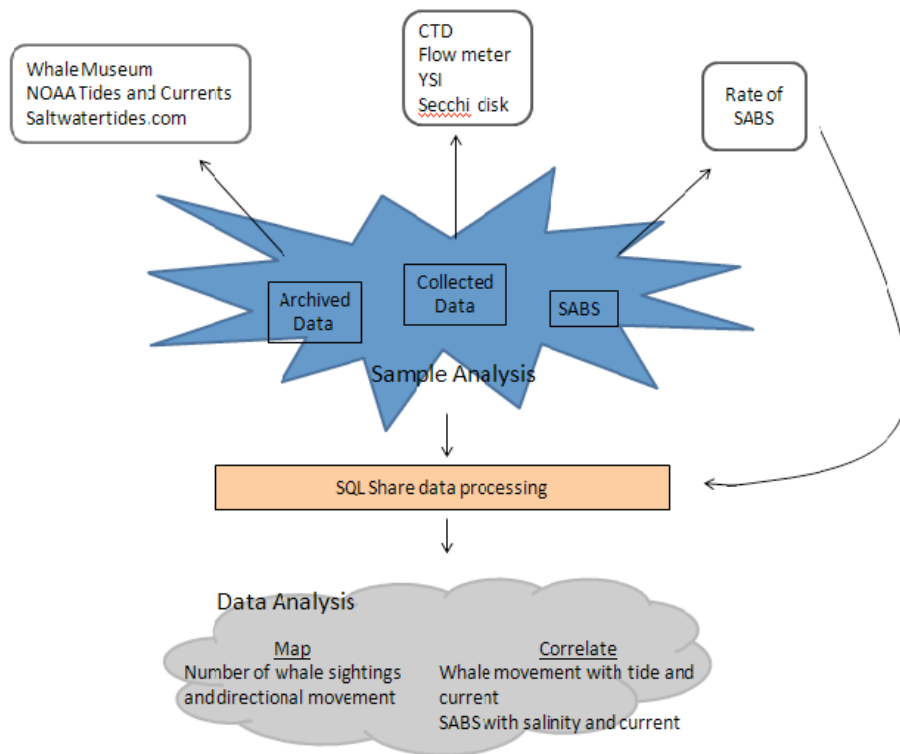 Whale Museum
NOAA Tides and Currents
Saltwatertides.com
CTD
Flow meter
YSI
Secchi disk
Rate of
SABS
Archived
Data
Collected
Data
SABS
Sample Analysis
SQL Share data processing
Data Analysis
Map
Number of whale sightings
and directional movement
Correlate
Whale movement with tide and
current
SABS with salinity and current